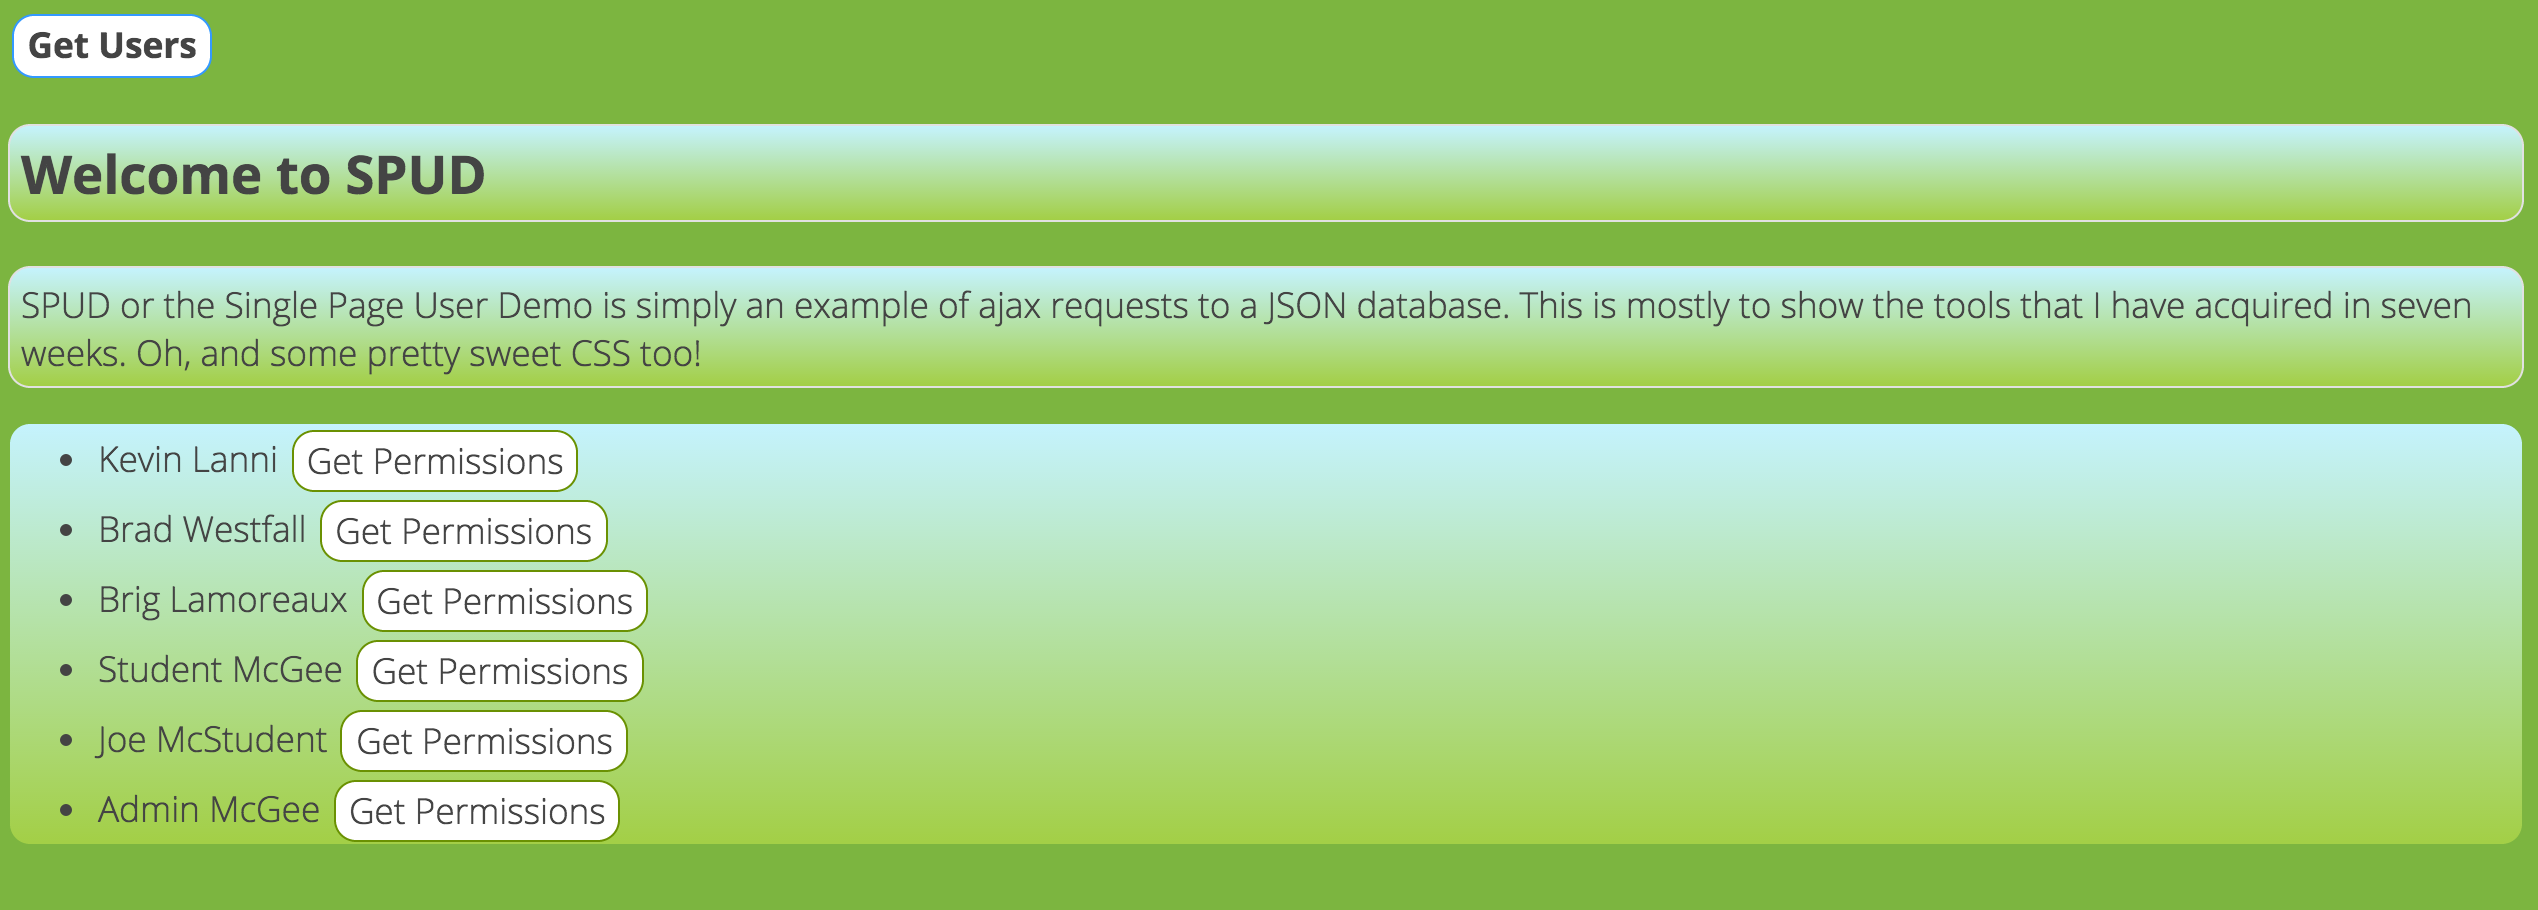 Get Users
Welcome to SPUD
SPUD or the Single Page User Demo is simply an example of ajax requests to a JSON database. This is mostly to show the tools that I have acquired in seven
weeks. Oh, and some pretty sweet CSS too!
Kevin Lanni Get Permissions
Brad Westfall Get Permissions
Brig Lamoreaux Get Permissions
Student McGee Get Permissions
Joe McStudent Get Permissions
Admin McGee Get Permissions